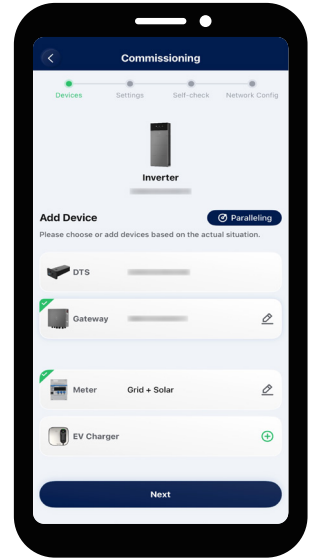 Commissioning
Devices Settings Self-check Network Config
Inverter
Add Device Paralleling
Please choose or add devices based on the actual situation.
DTS
Gateway
Meter Grid + Solar
EV Charger
Next